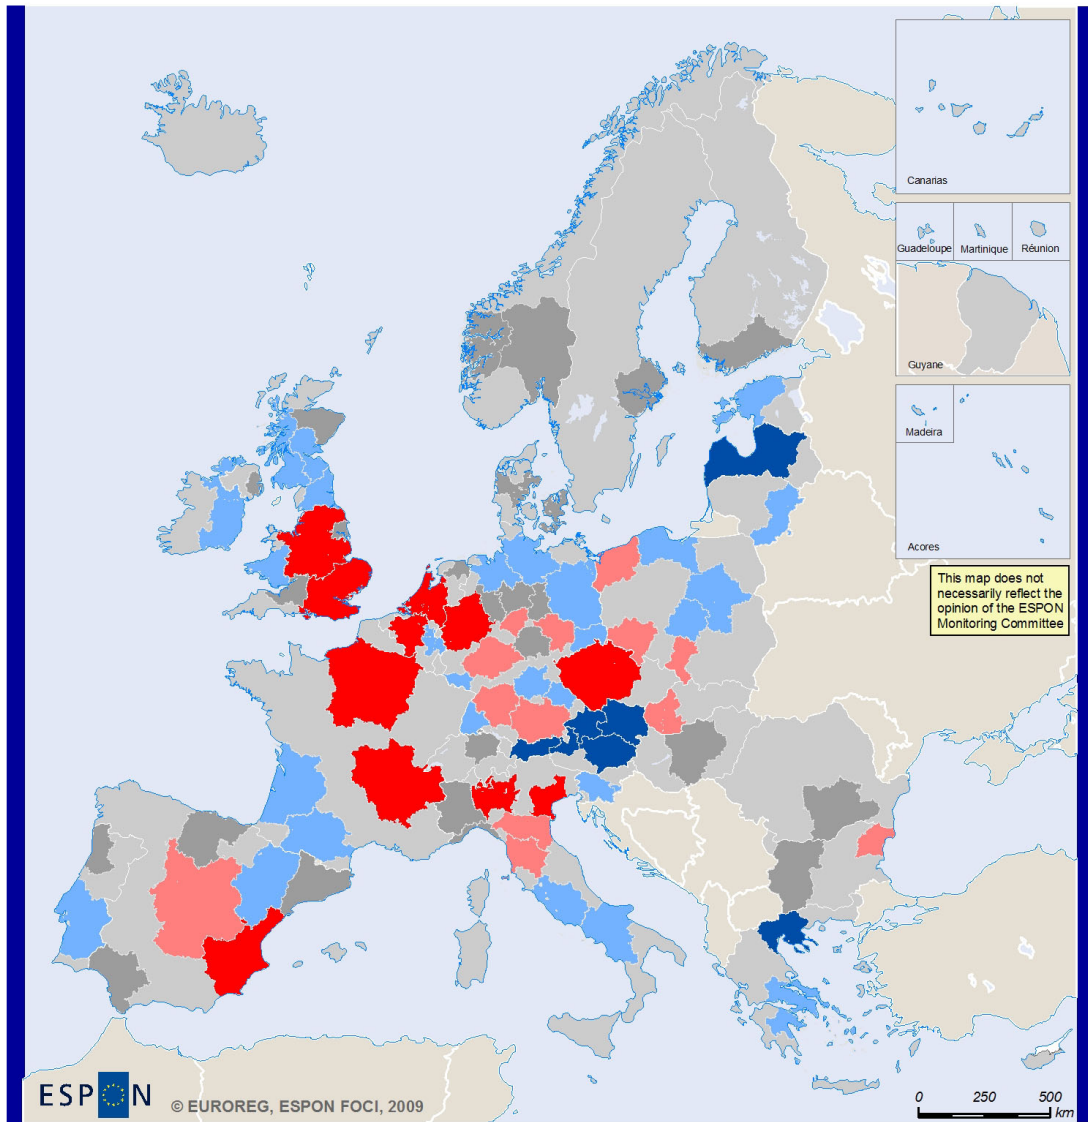 Canarias
Guadeloupe
Martinique
Réunion
Guyane
Madeira
Acores
This map does not
necessarily reflect the
opinion of the ESPON
Monitoring Committee
ESPON
© EUROREG, ESPON FOCI, 2009
0 250 500
km